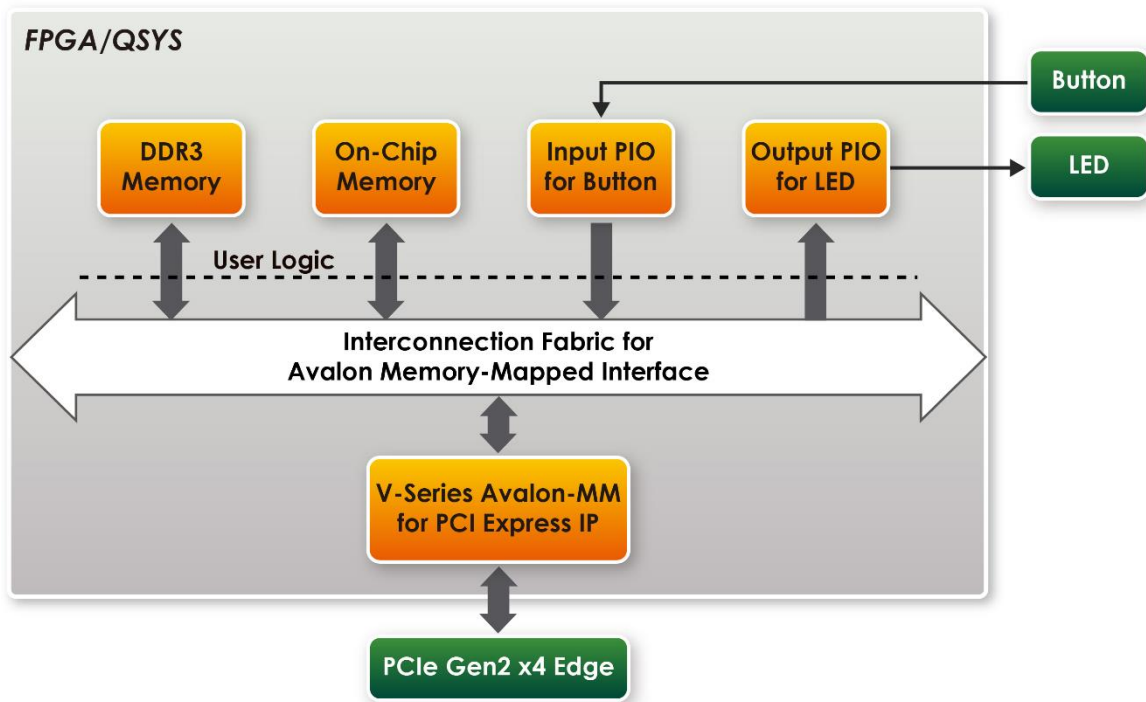 FPGA/QSYS
Button
LED
DDR3
Memory
On-Chip
Memory
Input PIO
for Button
Output PIO
for LED
User Logic
Interconnection Fabric for
Avalon Memory-Mapped Interface
V-Series Avalon-MM
for PCI Express IP
PCIe Gen2 x4 Edge